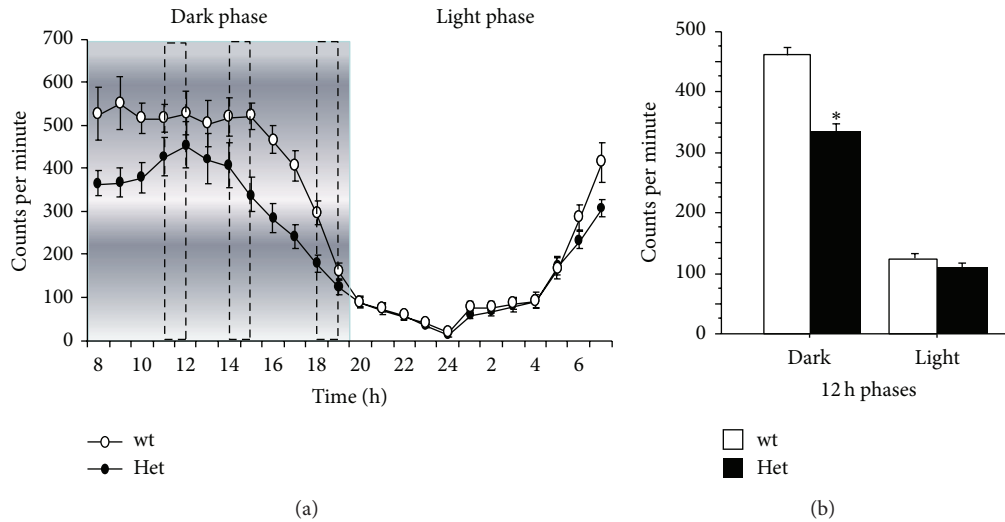 Dark phase
Light phase
700
600
500
400
300
200
100
0
Counts per minute
8 10 12 14 16 18 20 22 24 2 4 6
Time (h)
wt
Het
(a)
500
450
400
300
200
100
0
Counts per minute
*
Dark Light
12 h phases
wt
Het
(b)